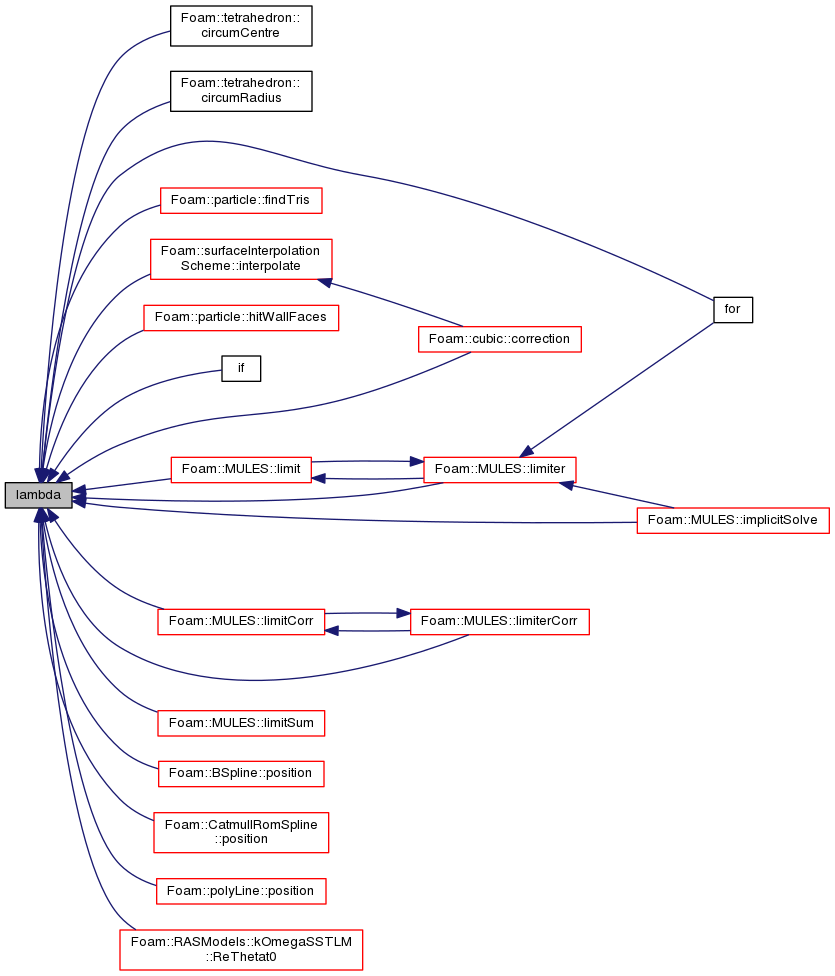 Foam::tetrahedron::
circumCentre
Foam::tetrahedron::
circumRadius
Foam::particle::findTris
Foam::surfaceInterpolation
Scheme::interpolate
for
Foam::particle::hitWallFaces
Foam::cubic::correction
if
Foam::MULES::limit
Foam::MULES::limiter
lambda
Foam::MULES::implicitSolve
Foam::MULES::limitCorr
Foam::MULES::limiterCorr
Foam::MULES::limitSum
Foam::BSpline::position
Foam::CatmullRomSpline
::position
Foam::polyLine::position
Foam::RASModels::kOmegaSSTLM
::ReThetat0